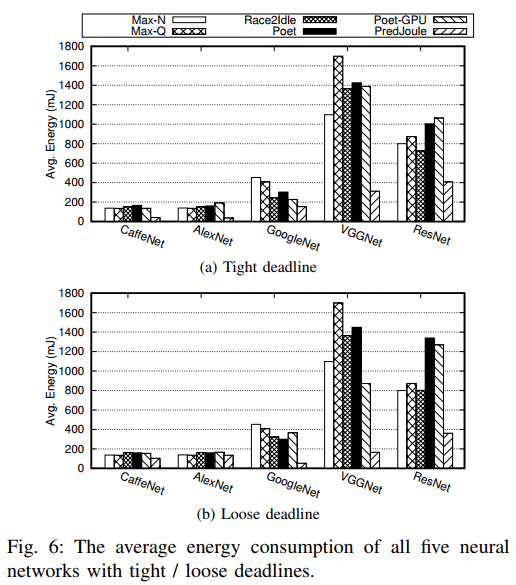 Max-N Race2Idle Poet-GPU
Max-Q Poet PredJoule
1800
1600
1400
1200
1000
800
600
400
200
0
Avg. Energy (mJ)
CaffeNet AlexNet GoogleNet VGGNet ResNet
(a) Tight deadline
1800
1600
1400
1200
1000
800
600
400
200
0
Avg. Energy (mJ)
CaffeNet AlexNet GoogleNet VGGNet ResNet
(b) Loose deadline
Fig. 6: The average energy consumption of all five neural
networks with tight / loose deadlines.